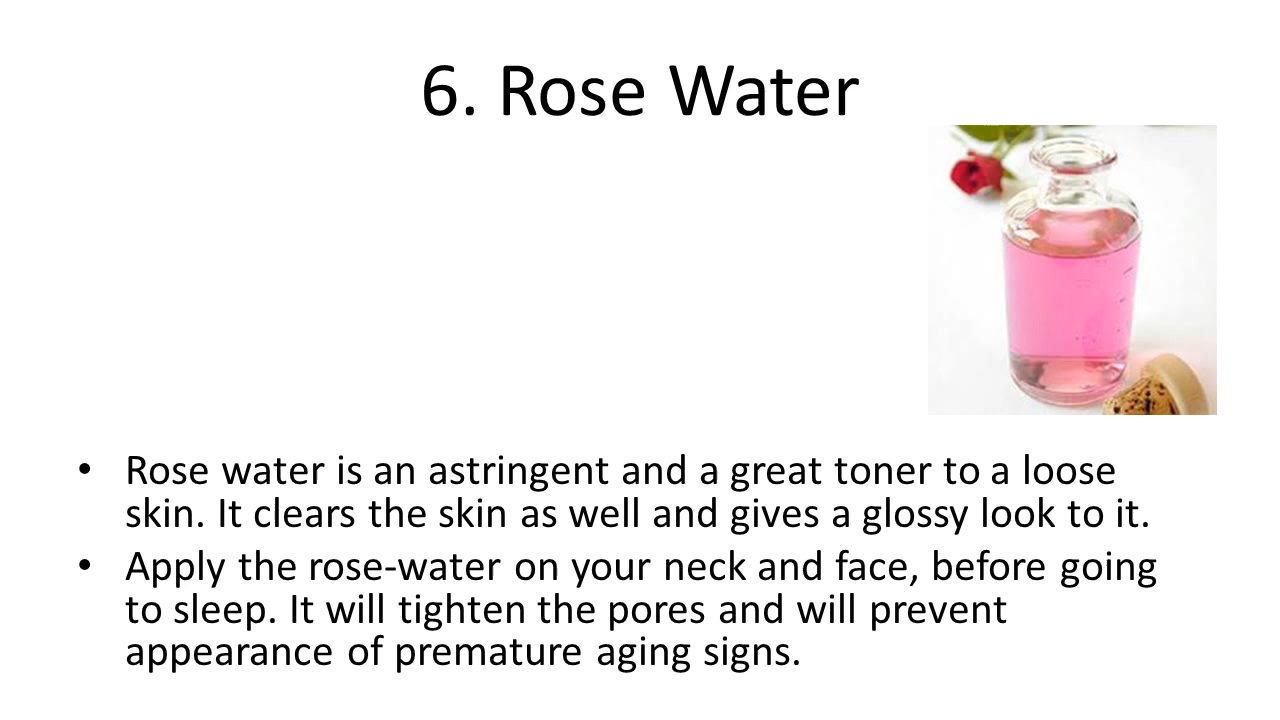 6. Rose Water
• Rose water is an astringent and a great toner to a loose
skin. It clears the skin as well and gives a glossy look to it.
• Apply the rose-water on your neck and face, before going
to sleep. It will tighten the pores and will prevent
appearance of premature aging signs.